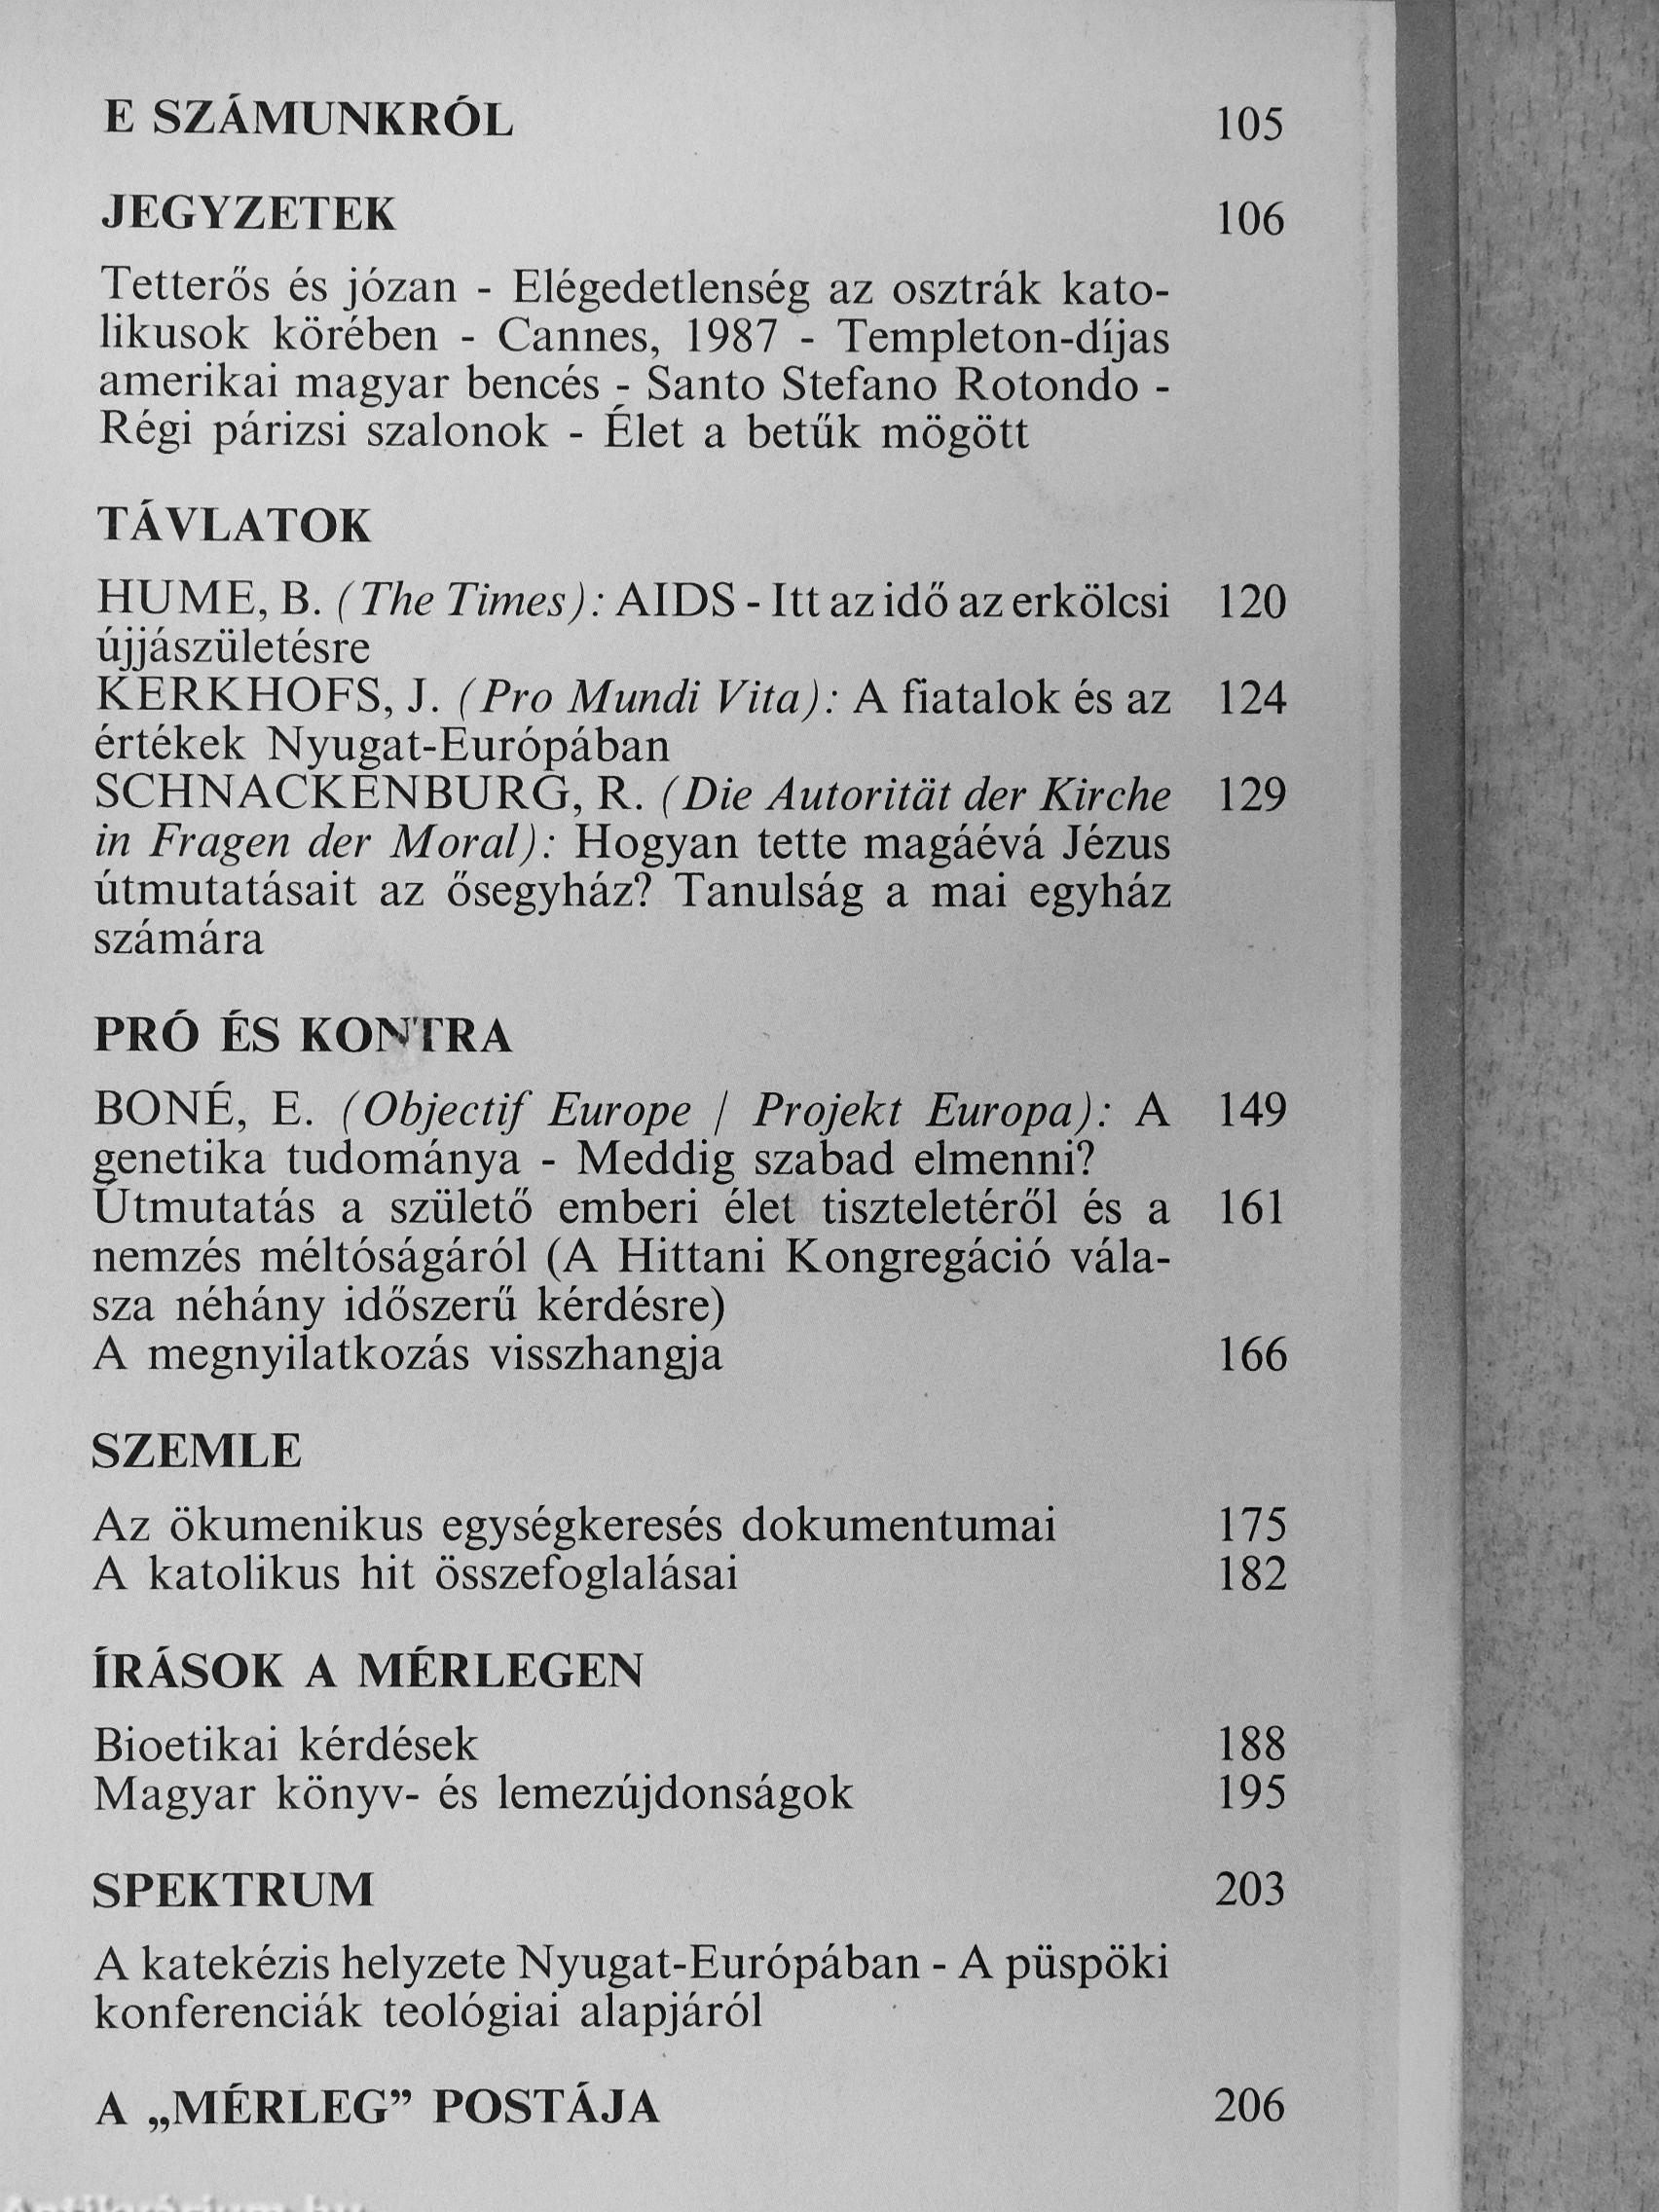 E SZÁMUNKRÓL 105
JEGYZETEK 106
Tetterős és józan - Elégedetlenség az osztrák kato-
likusok körében - Cannes, 1987 - Templeton-díjas
amerikai magyar bencés - Santo Stefano Rotondo -
Régi párizsi szalonok - Élet a betűk mögött
TÁVLATOK
HUME, B. (The Times): AIDS - Itt az idő az erkölcsi 120
újjászületésre
KERKHOFS, J. (Pro Mundi Vita): A fiatalok és az 124
értékek Nyugat-Európában
SCHNACKENBURG, R. (Die Autorität der Kirche 129
in Fragen der Moral): Hogyan tette magáévá Jézus
útmutatásait az ősegyház? Tanulság a mai egyház
számára
PRÓ ÉS KONTRA
BONÉ, E. (Objectif Europe / Projekt Europa): A 149
genetika tudománya - Meddig szabad elmenni?
Útmutatás a születő emberi élet tiszteletéről és a 161
nemzés méltóságáról (A Hittani Kongregáció vála-
sza néhány időszerű kérdésre)
A megnyilatkozás visszhangja 166
SZEMLE
Az ökumenikus egységkeresés dokumentumai 175
A katolikus hit összefoglalásai 182
ÍRÁSOK A MÉRLEGEN
Bioetikai kérdések 188
Magyar könyv- és lemezújdonságok 195
SPEKTRUM 203
A katekézis helyzete Nyugat-Európában - A püspöki
konferenciák teológiai alapjáról
A „MÉRLEG” POSTÁJA 206